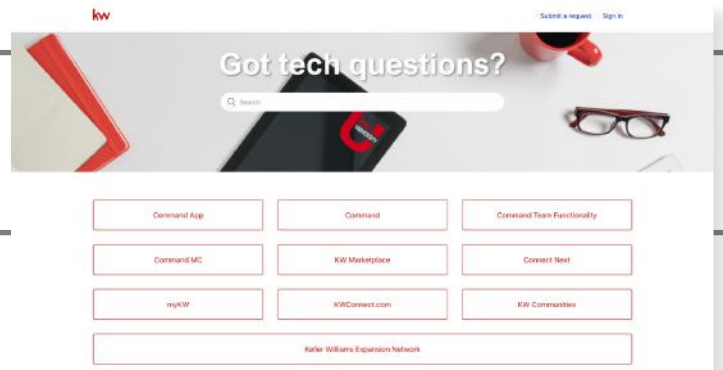 kw
Submit a request Sign in
Got tech questions?
Search
Command App Command Command Team Functionality
Command MC KW Marketplace Connect Next
myKW KWConnect.com KW Communities
Keller Williams Expansion Network